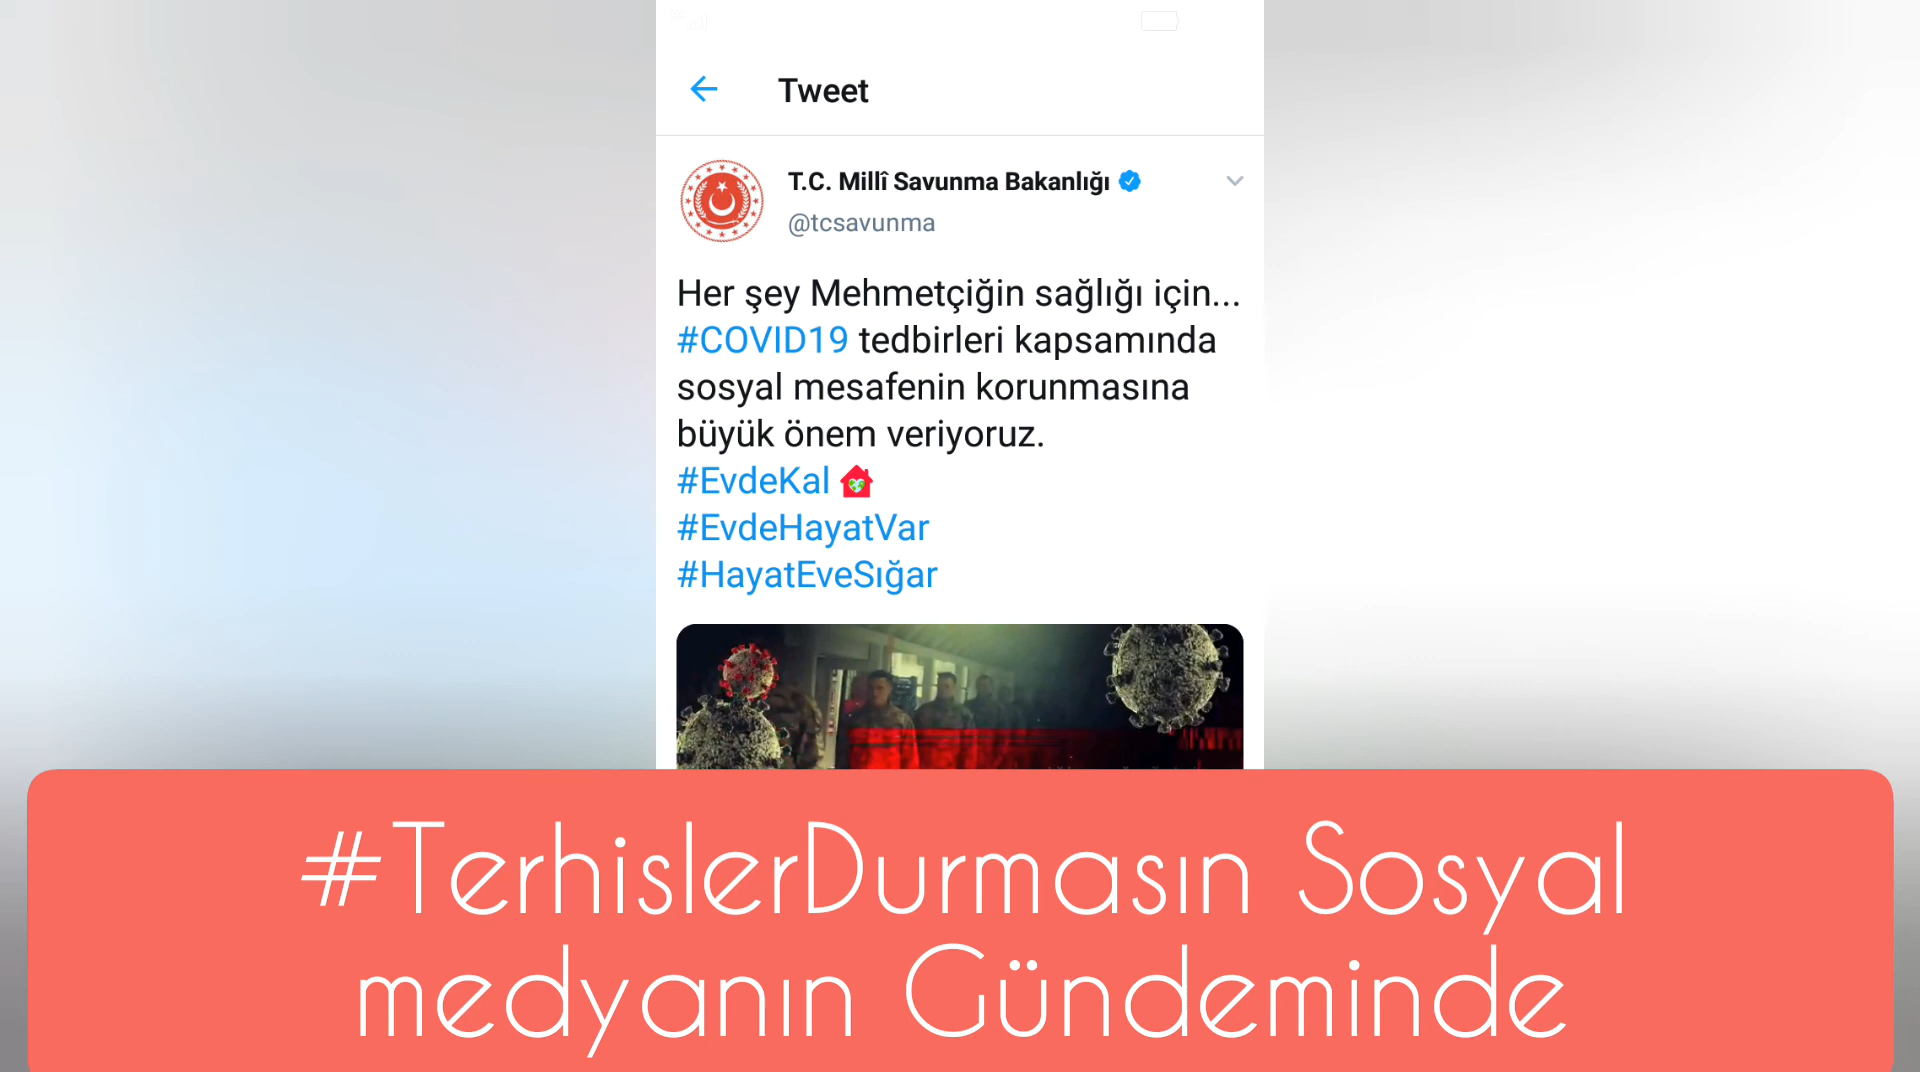 Tweet
T.C. Millî Savunma Bakanlığı
@tcsavunma
Her şey Mehmetçiğin sağlığı için...
#COVID19 tedbirleri kapsamında
sosyal mesafenin korunmasına
büyük önem veriyoruz.
#EvdeKal
#EvdeHayatVar
#HayatEveSığar
#TerhislerDurmasın Sosyal
medyanın Gündeminde